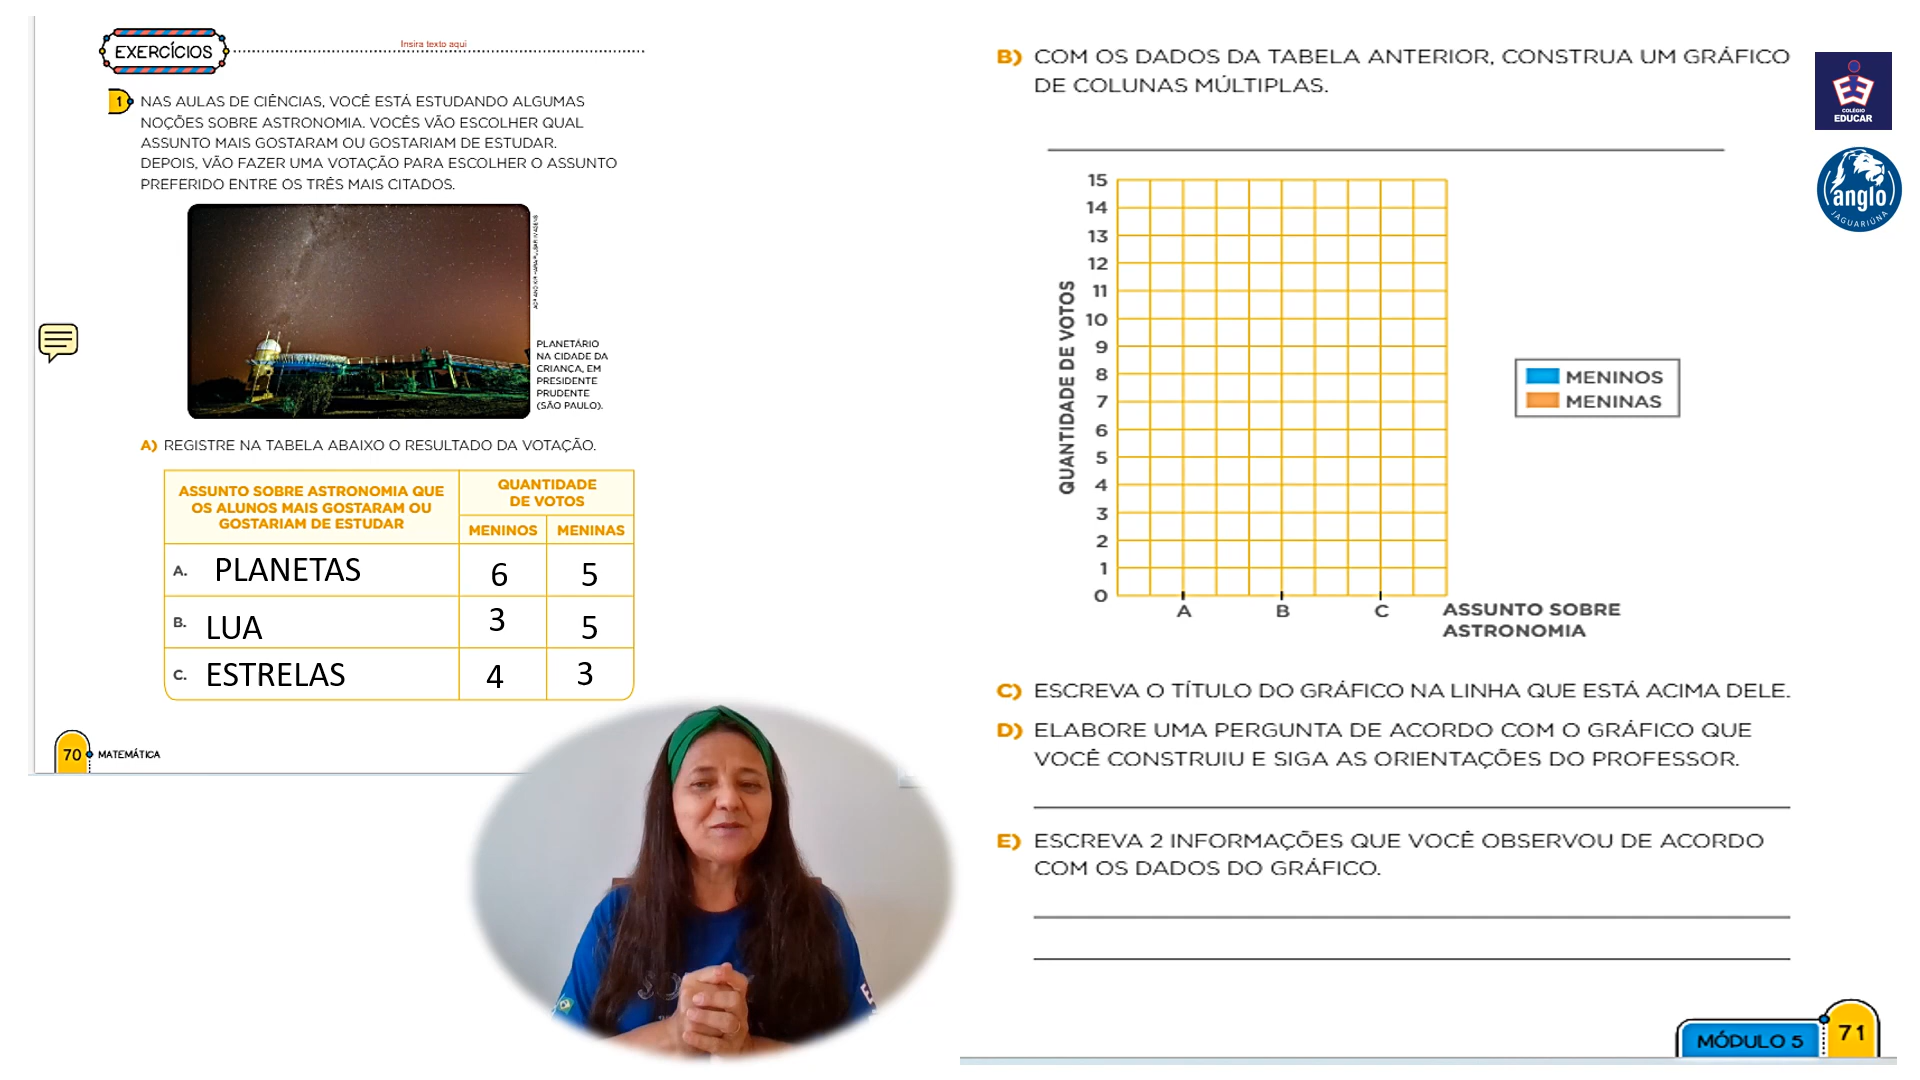 EXERCÍCIOS
Insira texto aqui
1 NAS AULAS DE CIÊNCIAS, VOCÊ ESTÁ ESTUDANDO ALGUMAS
NOÇÕES SOBRE ASTRONOMIA. VOCÊS VÃO ESCOLHER QUAL
ASSUNTO MAIS GOSTARAM OU GOSTARIAM DE ESTUDAR.
DEPOIS, VÃO FAZER UMA VOTAÇÃO PARA ESCOLHER O ASSUNTO
PREFERIDO ENTRE OS TRÊS MAIS CITADOS.
PLANETÁRIO
NA CIDADE DA
CRIANÇA, EM
PRESIDENTE
PRUDENTE
(SÃO PAULO).
A) REGISTRE NA TABELA ABAIXO O RESULTADO DA VOTAÇÃO.
ASSUNTO SOBRE ASTRONOMIA QUE
OS ALUNOS MAIS GOSTARAM OU
GOSTARIAM DE ESTUDAR
QUANTIDADE
DE VOTOS
MENINOS MENINAS
A. PLANETAS 6 5
B. LUA 3 5
C. ESTRELAS 4 3
70 MATEMÁTICA
B) COM OS DADOS DA TABELA ANTERIOR, CONSTRUA UM GRÁFICO
DE COLUNAS MÚLTIPLAS.
QUANTIDADE DE VOTOS
15
14
13
12
11
10
9
8
7
6
5
4
3
2
1
0
A B C
ASSUNTO SOBRE
ASTRONOMIA
MENINOS
MENINAS
C) ESCREVA O TÍTULO DO GRÁFICO NA LINHA QUE ESTÁ ACIMA DELE.
D) ELABORE UMA PERGUNTA DE ACORDO COM O GRÁFICO QUE
VOCÊ CONSTRUIU E SIGA AS ORIENTAÇÕES DO PROFESSOR.
E) ESCREVA 2 INFORMAÇÕES QUE VOCÊ OBSERVOU DE ACORDO
COM OS DADOS DO GRÁFICO.
MÓDULO 5 71
COLÉGIO
EDUCAR
anglo
JAGUARIÚNA